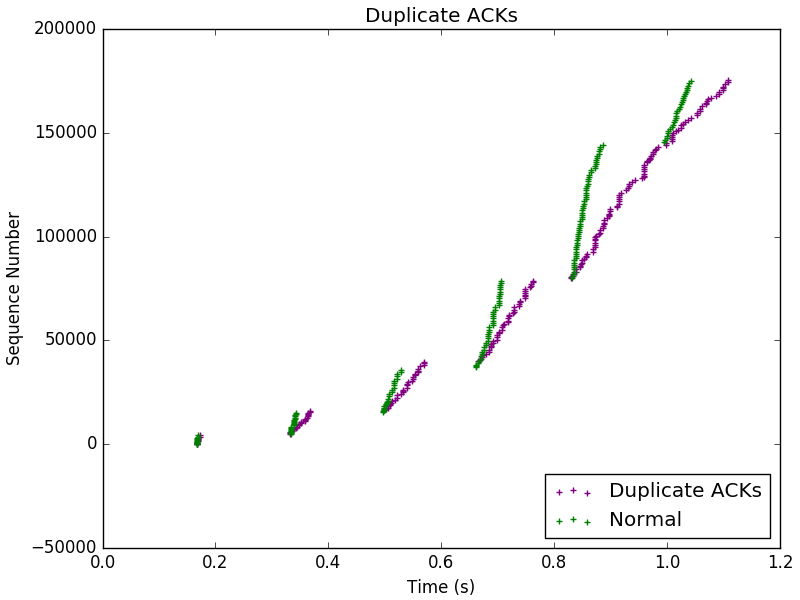 Duplicate ACKs
200000
150000
100000
50000
0
−50000
Sequence Number
0.0 0.2 0.4 0.6 0.8 1.0 1.2
Time (s)
Duplicate ACKs
Normal